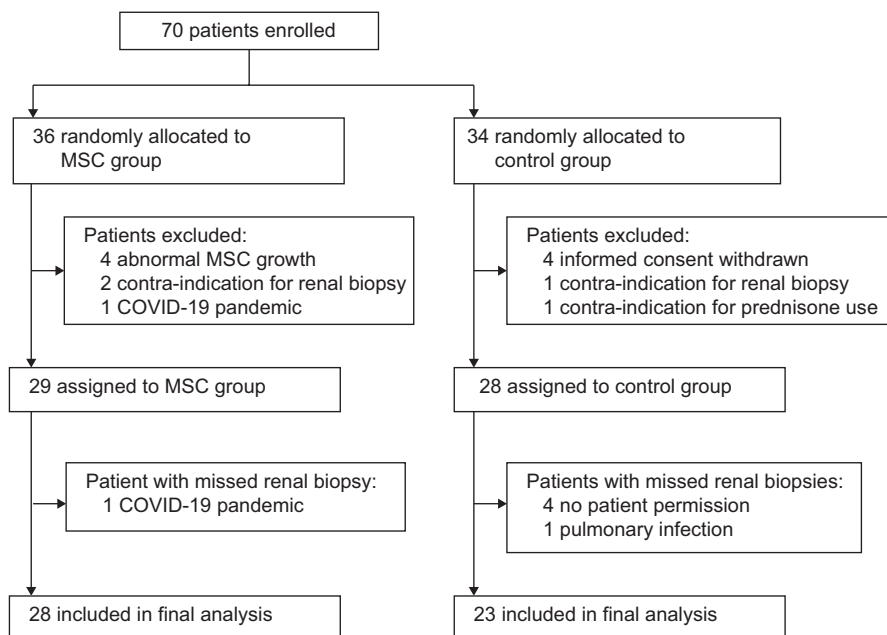 70 patients enrolled
36 randomly allocated to
MSC group
34 randomly allocated to
control group
Patients excluded:
4 abnormal MSC growth
2 contra-indication for renal biopsy
1 COVID-19 pandemic
Patients excluded:
4 informed consent withdrawn
1 contra-indication for renal biopsy
1 contra-indication for prednisone use
29 assigned to MSC group
28 assigned to control group
Patient with missed renal biopsy:
1 COVID-19 pandemic
Patients with missed renal biopsies:
4 no patient permission
1 pulmonary infection
28 included in final analysis
23 included in final analysis